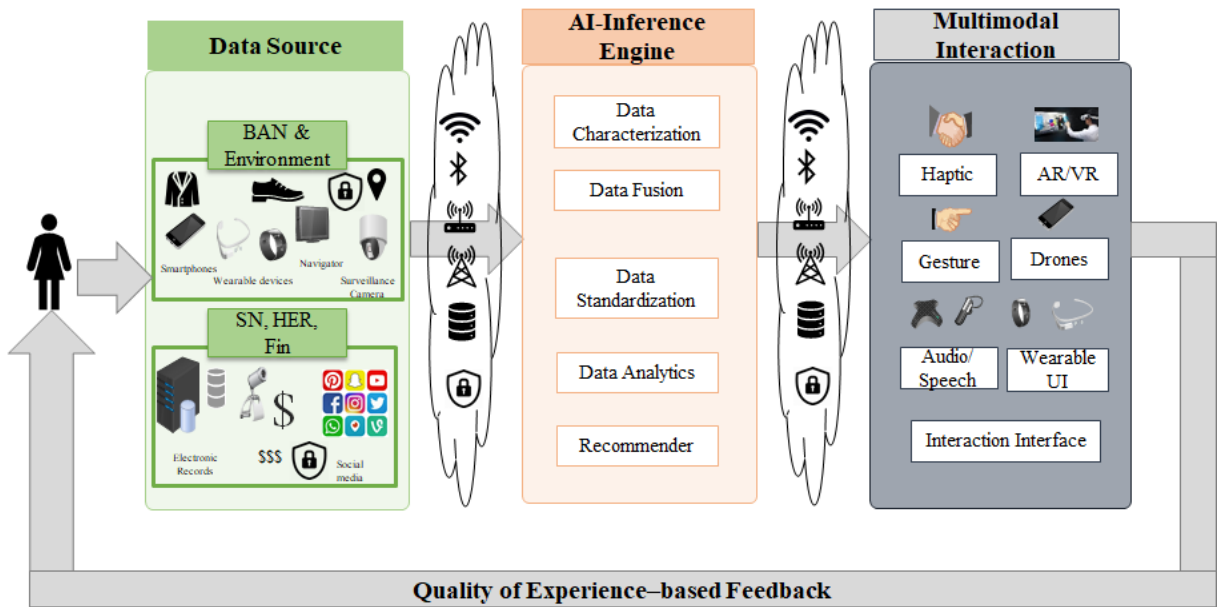 Data Source
BAN &
Environment
Smartphones
Wearable devices
Navigator
Surveillance
Camera
SN, HER,
Fin
$
Electronic
Records
$$$
Social
media
AI-Inference
Engine
Data
Characterization
Data Fusion
Data
Standardization
Data Analytics
Recommender
Multimodal
Interaction
Haptic
AR/VR
Gesture
Drones
Audio/
Speech
Wearable
UI
Interaction Interface
Quality of Experience–based Feedback